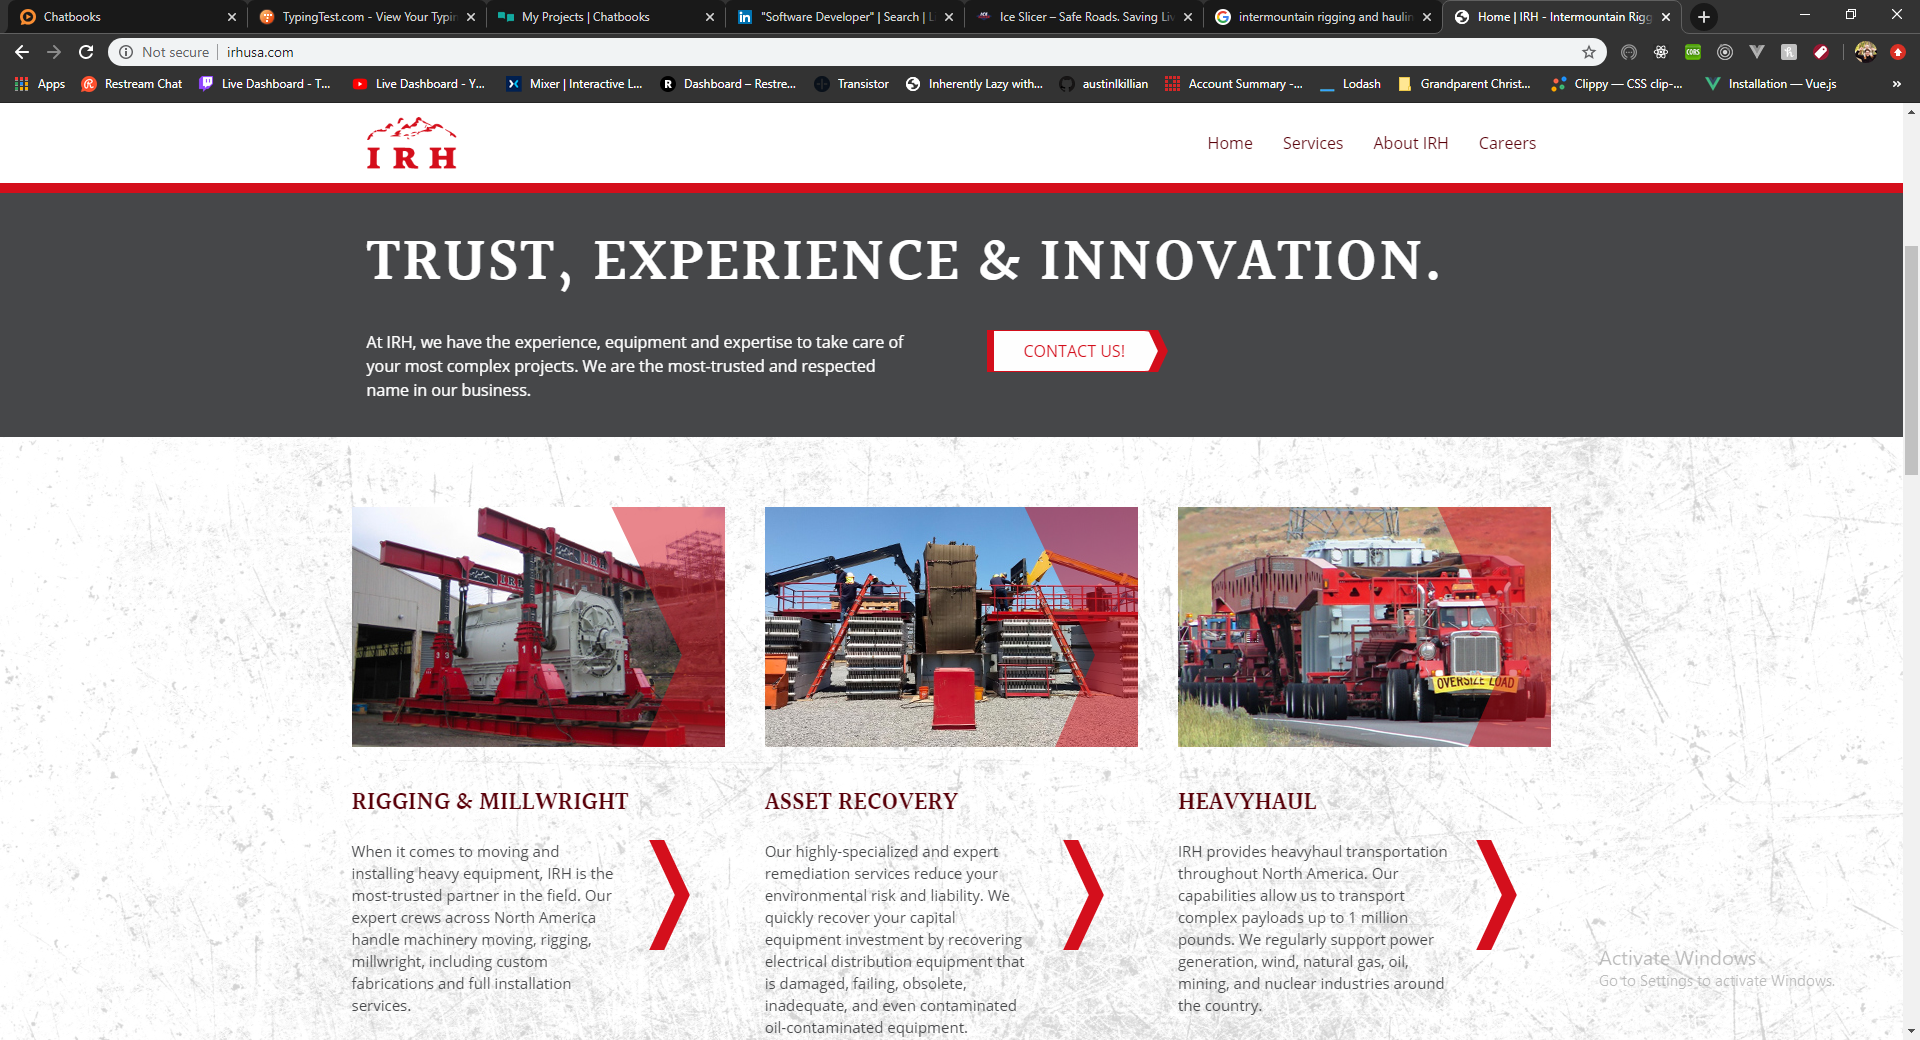 Chatbooks
TypingTest.com - View Your Typin
My Projects | Chatbooks
"Software Developer" | Search | Li
Ice Slicer – Safe Roads. Saving Liv
intermountain rigging and haulin
Home | IRH - Intermountain Rigg
Not secure
irhusa.com
CORS
Apps
Restream Chat
Live Dashboard - T...
Live Dashboard - Y...
Mixer | Interactive L...
Dashboard – Restre...
Transistor
Inherently Lazy with...
austinlkillian
Account Summary -...
Lodash
Grandparent Christ...
Clippy — CSS clip-...
Installation — Vue.js
IRH
Home
Services
About IRH
Careers
TRUST, EXPERIENCE & INNOVATION.
At IRH, we have the experience, equipment and expertise to take care of
your most complex projects. We are the most-trusted and respected
name in our business.
CONTACT US!
IRH
OVERSIZE LOAD
RIGGING & MILLWRIGHT
When it comes to moving and
installing heavy equipment, IRH is the
most-trusted partner in the field. Our
expert crews across North America
handle machinery moving, rigging,
millwright, including custom
fabrications and full installation
services.
ASSET RECOVERY
Our highly-specialized and expert
remediation services reduce your
environmental risk and liability. We
quickly recover your capital
equipment investment by recovering
electrical distribution equipment that
is damaged, failing, obsolete,
inadequate, and even contaminated
oil-contaminated equipment.
HEAVYHAUL
IRH provides heavyhaul transportation
throughout North America. Our
capabilities allow us to transport
complex payloads up to 1 million
pounds. We regularly support power
generation, wind, natural gas, oil,
mining, and nuclear industries around
the country.
Activate Windows
Go to Settings to activate Windows.